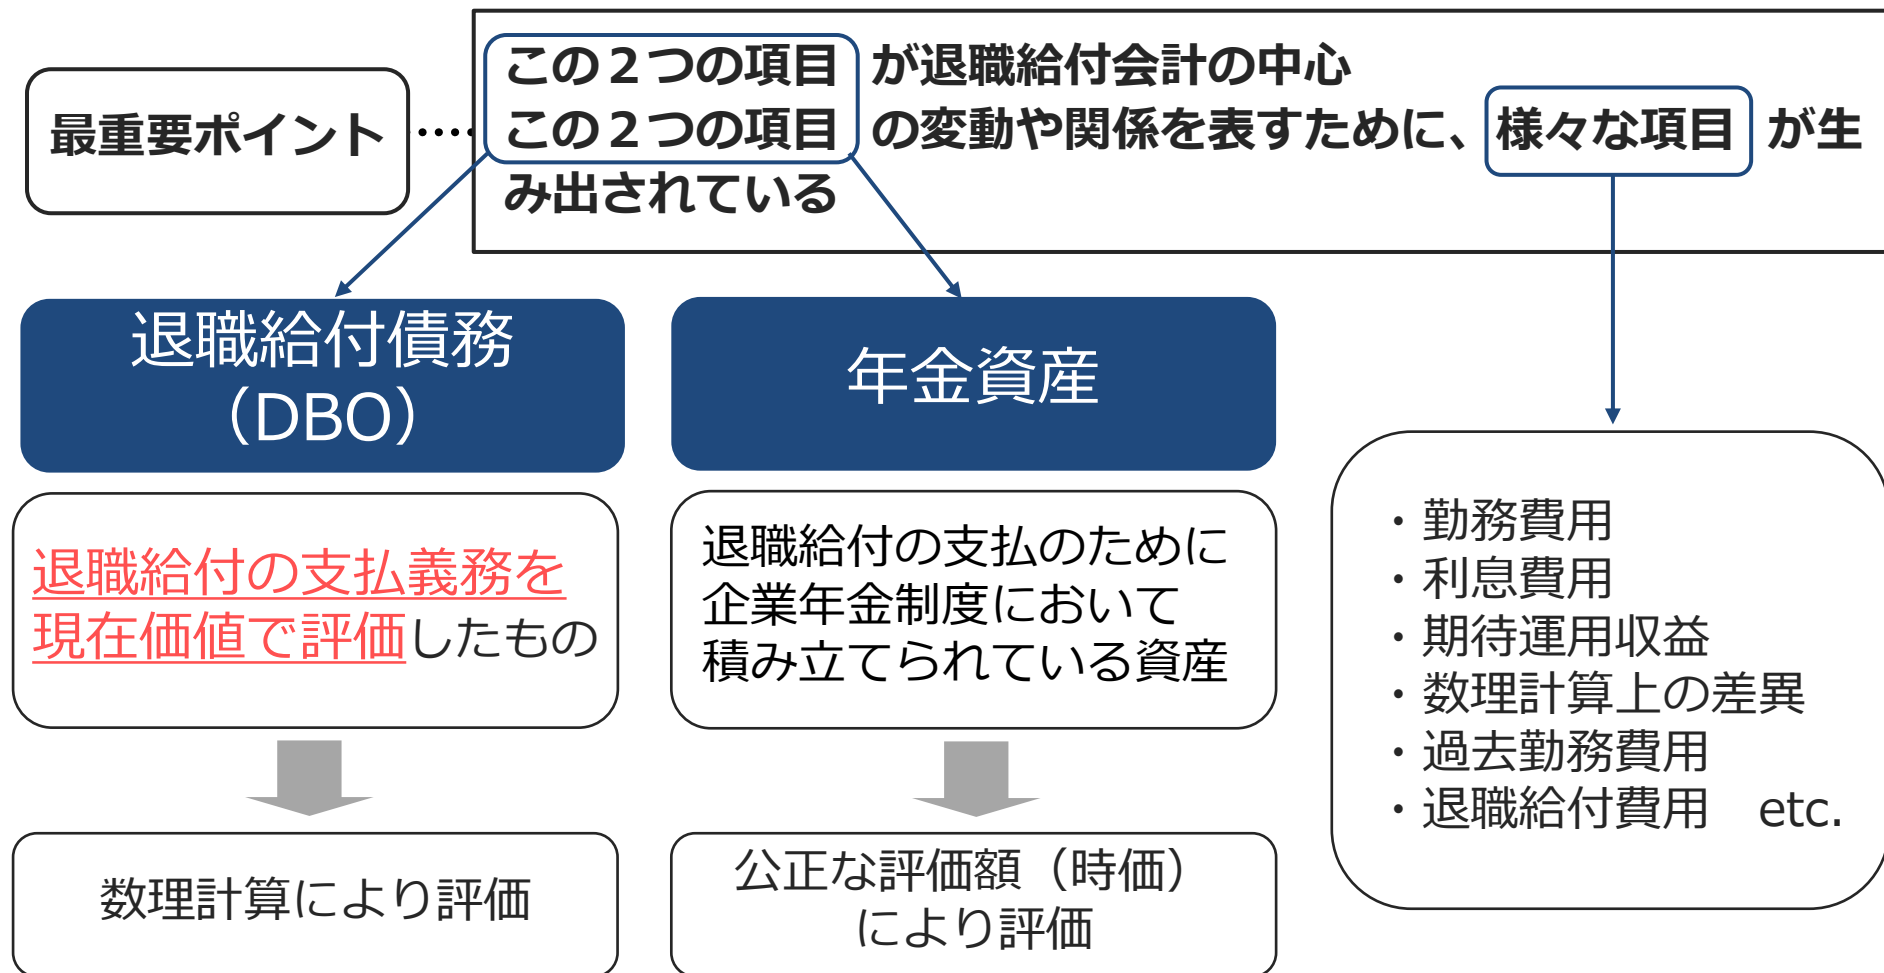 最重要ポイント
この２つの項目 が退職給付会計の中心
この２つの項目 の変動や関係を表すために、様々な項目 が生
み出されている
退職給付債務
（DBO）
退職給付の支払義務を
現在価値で評価したもの
数理計算により評価
年金資産
退職給付の支払のために
企業年金制度において
積み立てられている資産
公正な評価額（時価）
により評価
・勤務費用
・利息費用
・期待運用収益
・数理計算上の差異
・過去勤務費用
・退職給付費用　etc.